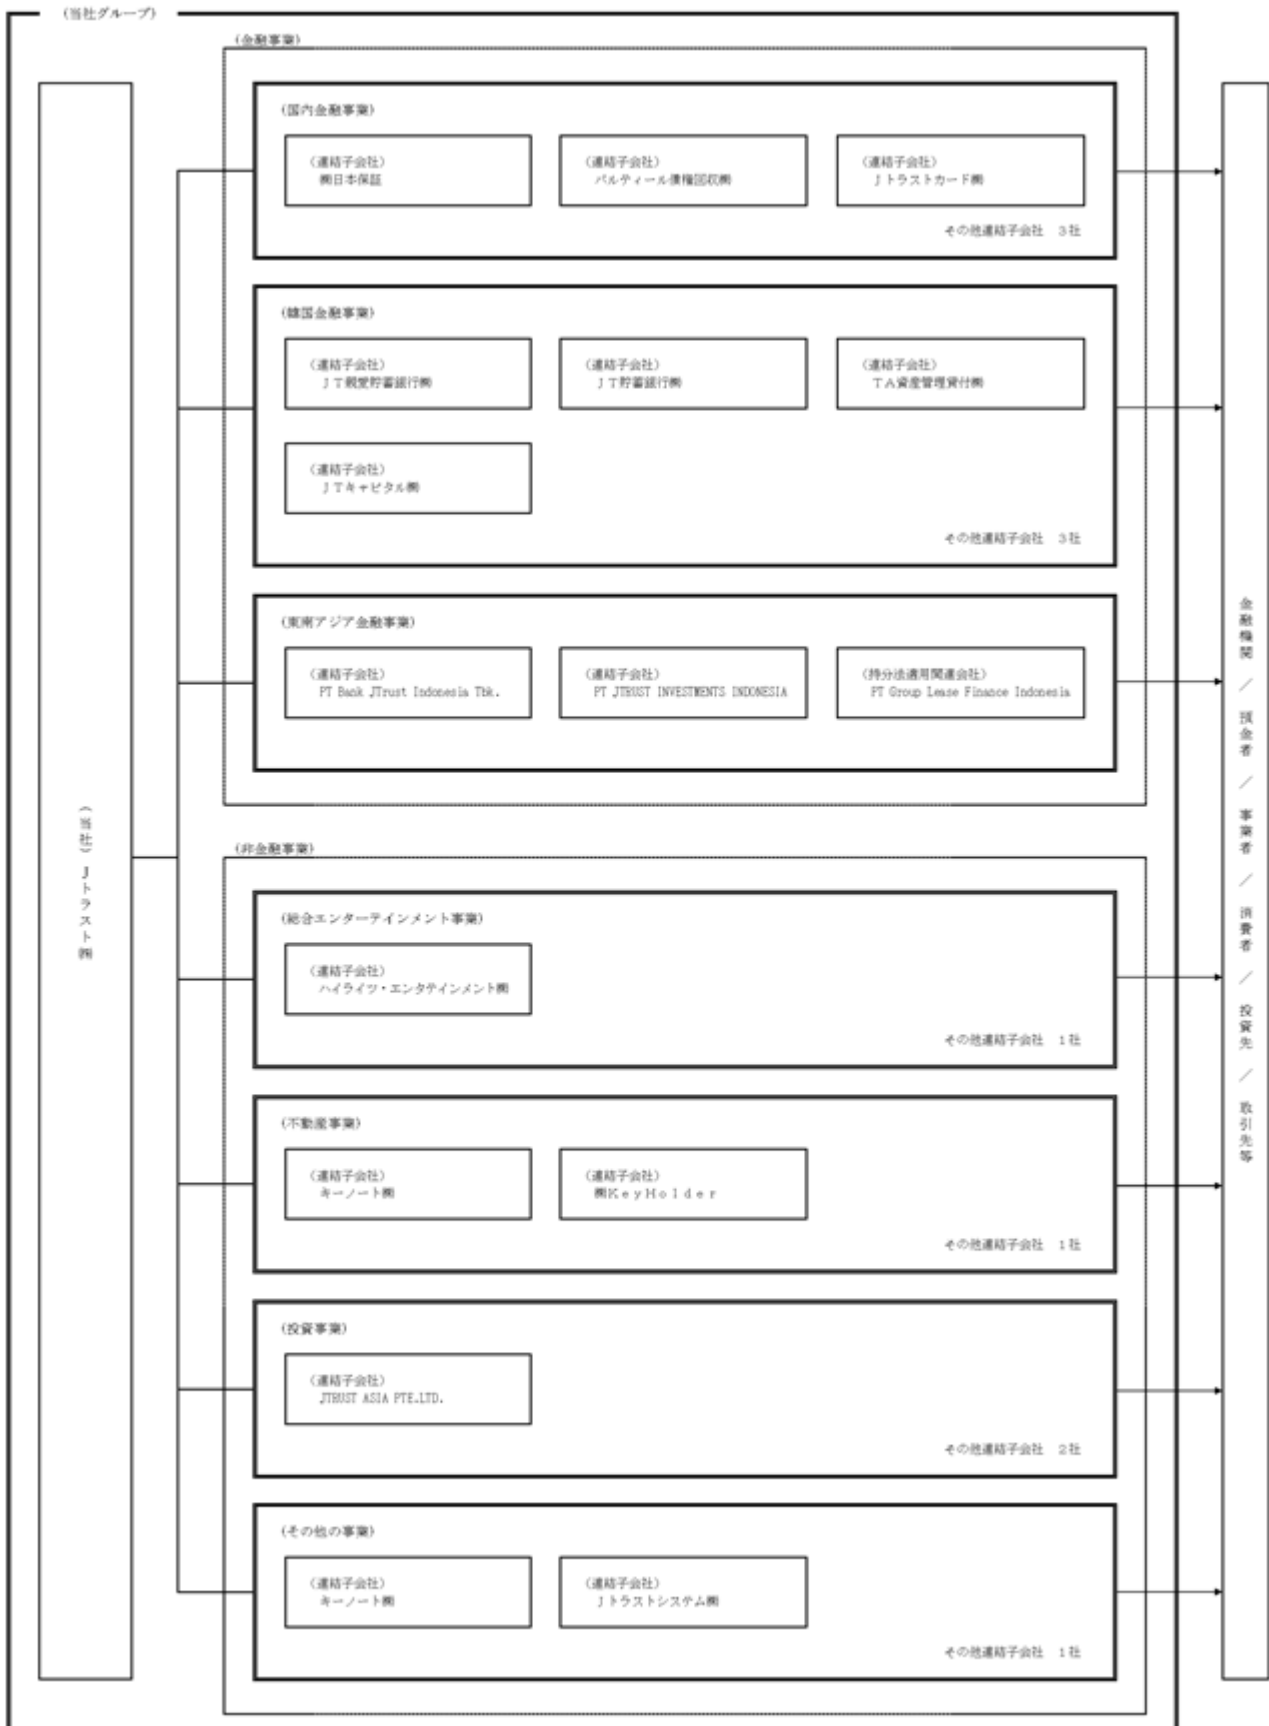 (当社グループ)
(金融事業)
(国内金融事業)
(連結子会社)
㈱日本保証
(連結子会社)
パルティール債権回収㈱
(連結子会社)
Jトラストカード㈱
その他連結子会社 3社
(韓国金融事業)
(連結子会社)
JT親愛貯蓄銀行㈱
(連結子会社)
JT貯蓄銀行㈱
(連結子会社)
TA資産管理貸付㈱
(連結子会社)
JTキャピタル㈱
その他連結子会社 3社
(東南アジア金融事業)
(連結子会社)
PT Bank JTrust Indonesia Tbk.
(連結子会社)
PT JTRUST INVESTMENTS INDONESIA
(持分法適用関連会社)
PT Group Lease Finance Indonesia
(当社)Jトラスト㈱
(非金融事業)
(総合エンターテインメント事業)
(連結子会社)
ハイライツ・エンタテインメント㈱
その他連結子会社 1社
(不動産事業)
(連結子会社)
キーノート㈱
(連結子会社)
㈱KeyHolder
その他連結子会社 1社
(投資事業)
(連結子会社)
JTRUST ASIA PTE.LTD.
その他連結子会社 2社
(その他の事業)
(連結子会社)
キーノート㈱
(連結子会社)
Jトラストシステム㈱
その他連結子会社 1社
金融機関 / 預金者 / 事業者 / 消費者 / 投資先 / 取引先等